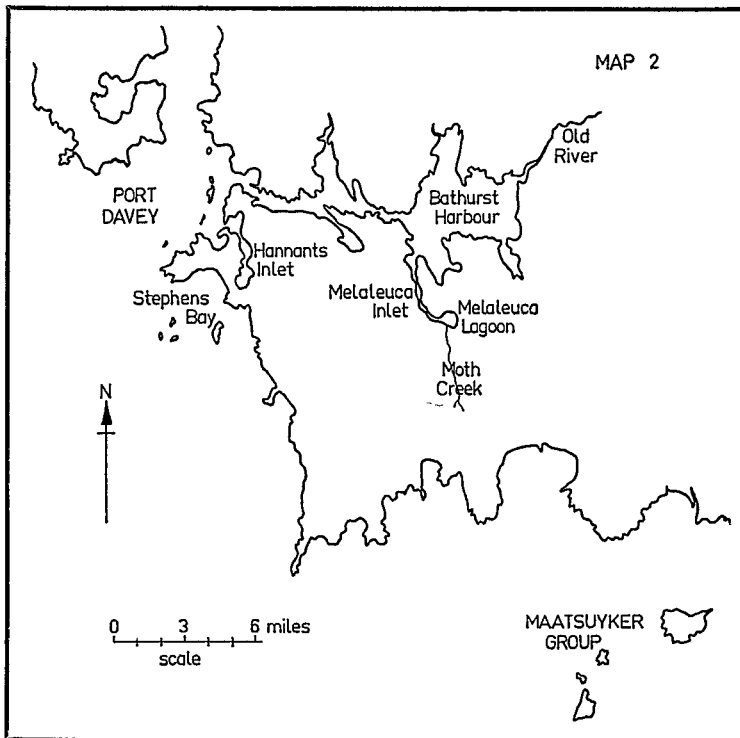 MAP 2
Old
River
PORT
DAVEY
Bathurst
Harbour
Hannants
Inlet
Stephens
Bay
Melaleuca
Inlet
Melaleuca
Lagoon
Moth
Creek
N
0 3 6 miles
scale
MAATSUYKER
GROUP